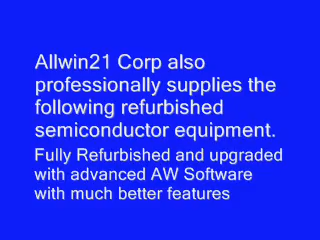 Allwin21 Corp also
professionally supplies the
following refurbished
semiconductor equipment.
Fully Refurbished and upgraded
with advanced AW Software
with much better features